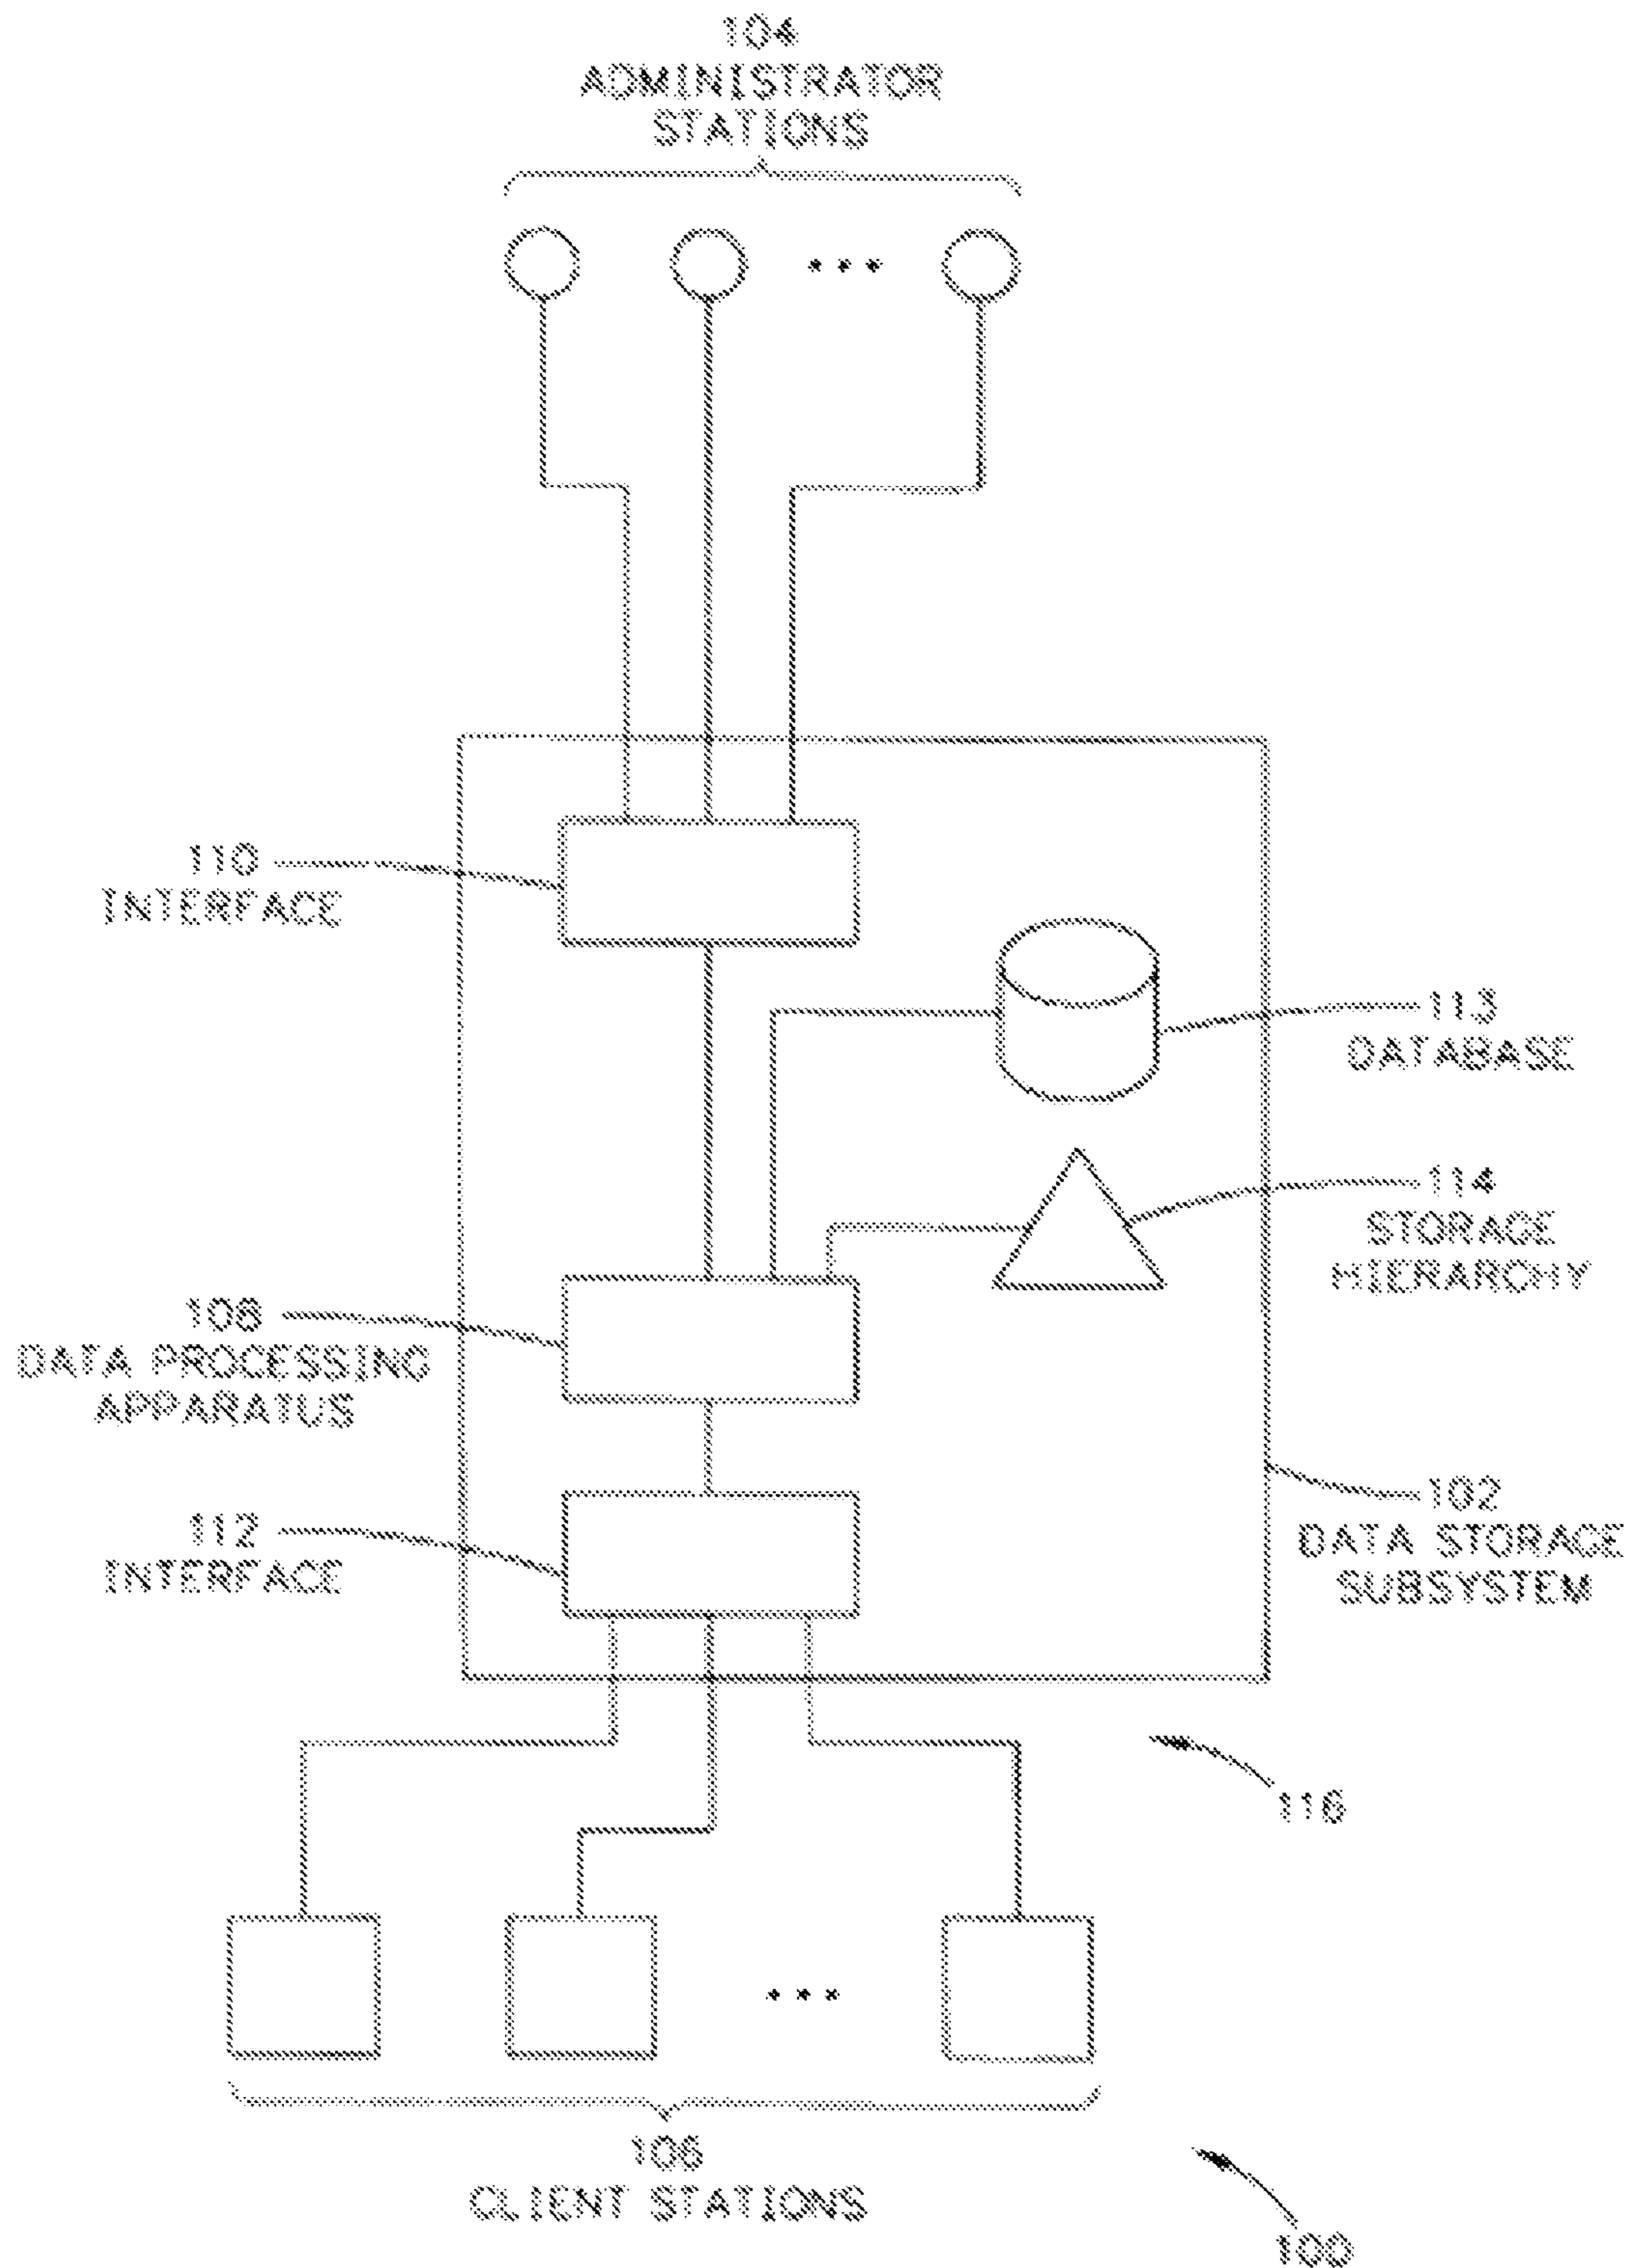 104
ADMINISTRATOR
STATIONS
110
INTERFACE
113
DATABASE
114
STORAGE
HIERARCHY
108
DATA PROCESSING
APPARATUS
102
DATA STORAGE
SUBSYSTEM
112
INTERFACE
116
106
CLIENT STATIONS
100